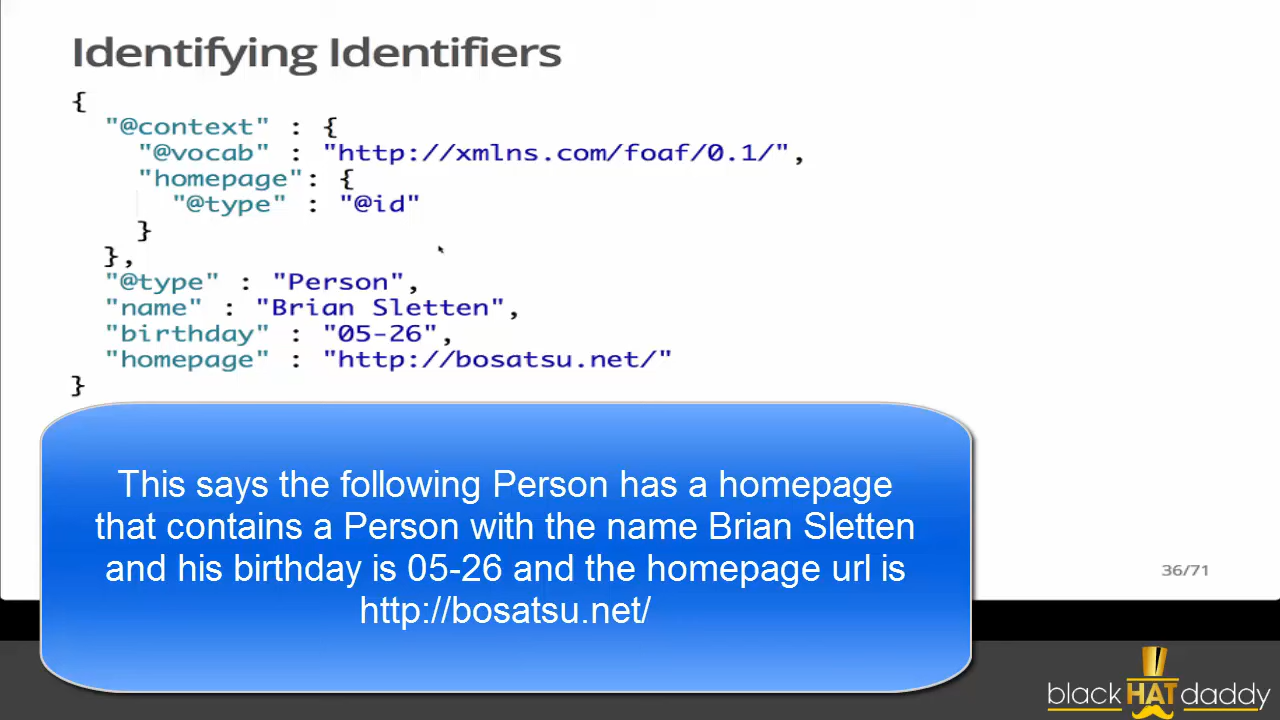 Identifying Identifiers
{
"@context" : {
"@vocab" : "http://xmlns.com/foaf/0.1/",
"homepage": {
"@type" : "@id"
}
},
"@type" : "Person",
"name" : "Brian Sletten",
"birthday" : "05-26",
"homepage" : "http://bosatsu.net/"
}
This says the following Person has a homepage
that contains a Person with the name Brian Sletten
and his birthday is 05-26 and the homepage url is
http://bosatsu.net/
36/71
black HAT daddy